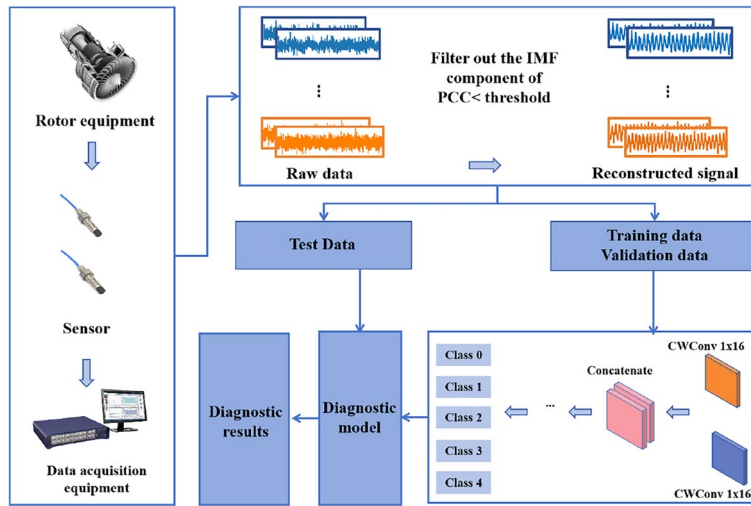 Rotor equipment
Sensor
Data acquisition
equipment
Raw data
Filter out the IMF
component of
PCC< threshold
Reconstructed signal
Test Data
Training data
Validation data
Diagnostic
results
Diagnostic
model
Class 0
Class 1
Class 2
Class 3
Class 4
...
Concatenate
CWConv 1x16
CWConv 1x16